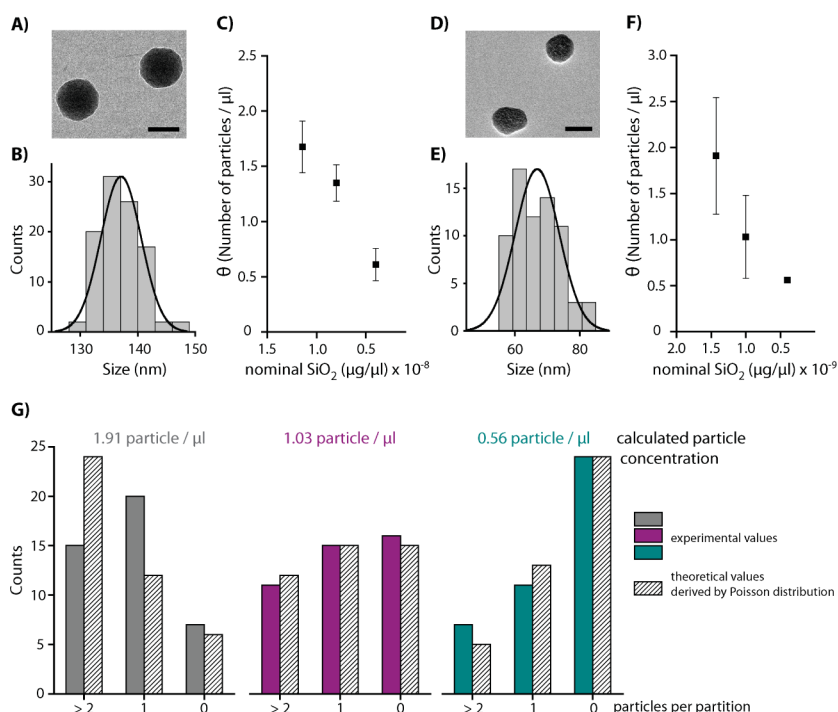 A)
C)
D)
F)
2.5
2.0
1.5
1.0
0.5
0
θ (Number of particles / μl)
1.5 1.0 0.5
nominal SiO2 (μg/μl) x 10-8
B)
30
20
10
0
Counts
130 140 150
Size (nm)
3.0
2.5
2.0
1.5
1.0
0.5
0
θ (Number of particles / μl)
2.0 1.5 1.0 0.5
nominal SiO2 (μg/μl) x 10-9
E)
15
10
5
0
Counts
60 80
Size (nm)
G)
25
20
15
10
5
0
Counts
1.91 particle / μl 1.03 particle / μl 0.56 particle / μl calculated particle
concentration
experimental values
theoretical values
derived by Poisson distribution
> 2 1 0 > 2 1 0 > 2 1 0 particles per partition